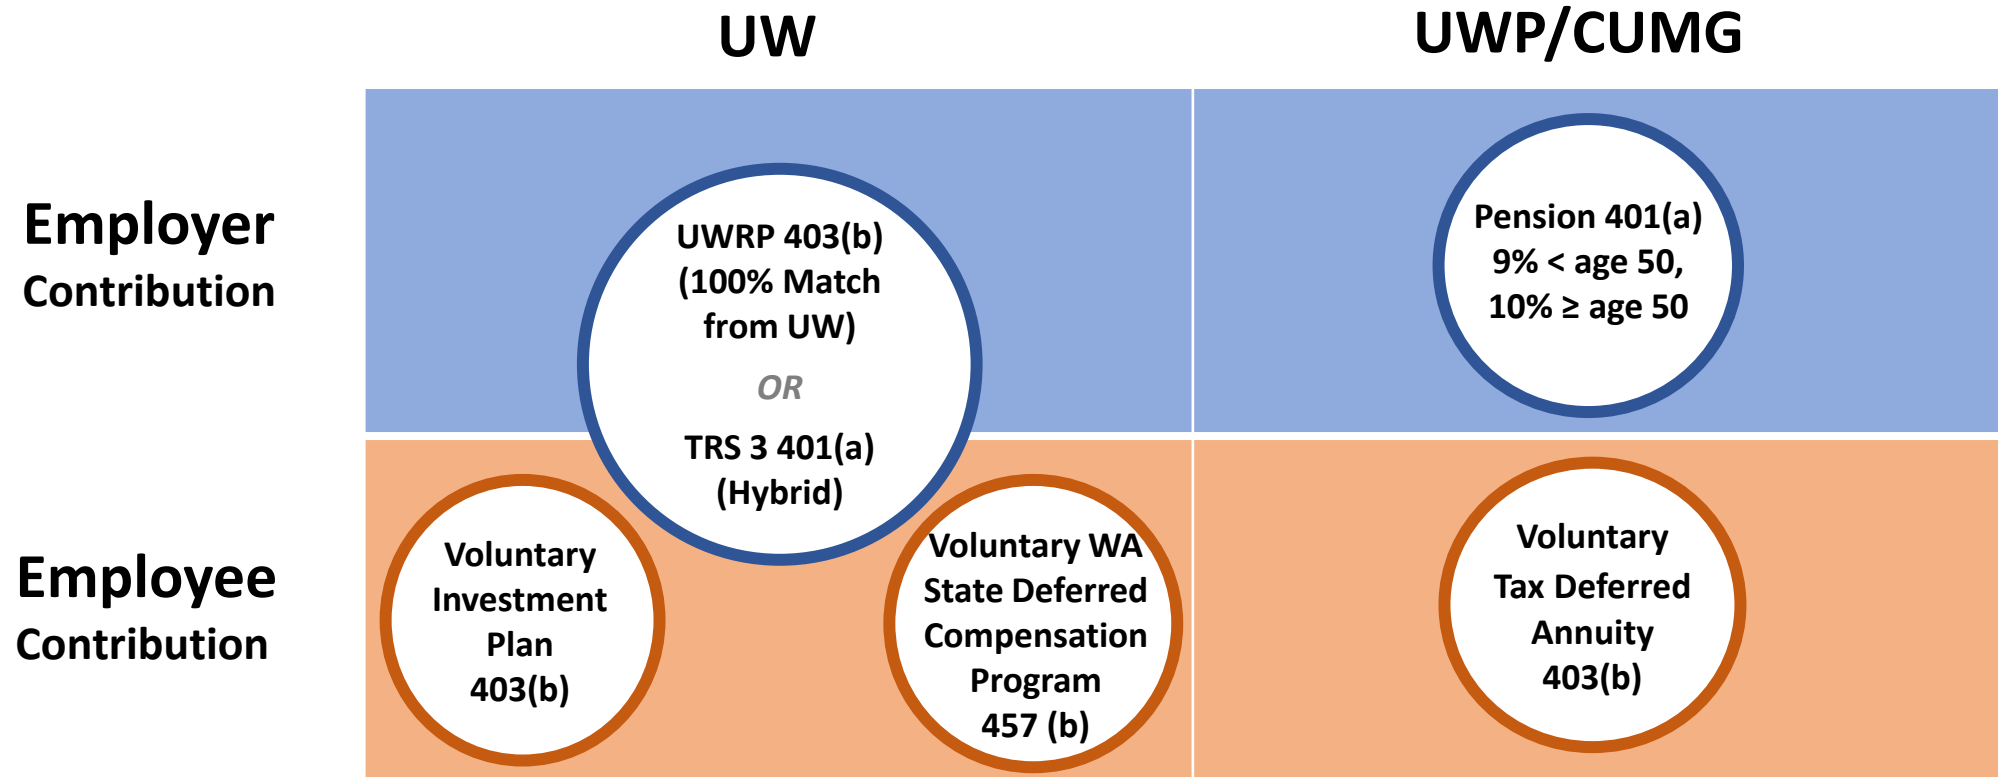 UW
UWP/CUMG
Employer
Contribution
UWRP 403(b)
(100% Match
from UW)
OR
TRS 3 401(a)
(Hybrid)
Pension 401(a)
9% < age 50,
10% ≥ age 50
Employee
Contribution
Voluntary
Investment
Plan
403(b)
Voluntary WA
State Deferred
Compensation
Program
457 (b)
Voluntary
Tax Deferred
Annuity
403(b)